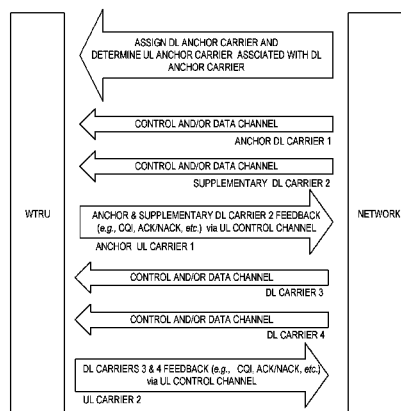 ASSIGN DL ANCHOR CARRIER AND
DETERMINE UL ANCHOR CARRIER ASSCIATED WITH DL
ANCHOR CARRIER
CONTROL AND/OR DATA CHANNEL
ANCHOR DL CARRIER 1
CONTROL AND/OR DATA CHANNEL
SUPPLEMENTARY DL CARRIER 2
WTRU
ANCHOR & SUPPLEMENTARY DL CARRIER 2 FEEDBACK
(e.g., CQI, ACK/NACK, etc.) via UL CONTROL CHANNEL
NETWORK
ANCHOR UL CARRIER 1
CONTROL AND/OR DATA CHANNEL
DL CARRIER 3
CONTROL AND/OR DATA CHANNEL
DL CARRIER 4
DL CARRIERS 3 & 4 FEEDBACK (e.g., CQI, ACK/NACK, etc.)
via UL CONTROL CHANNEL
UL CARRIER 2